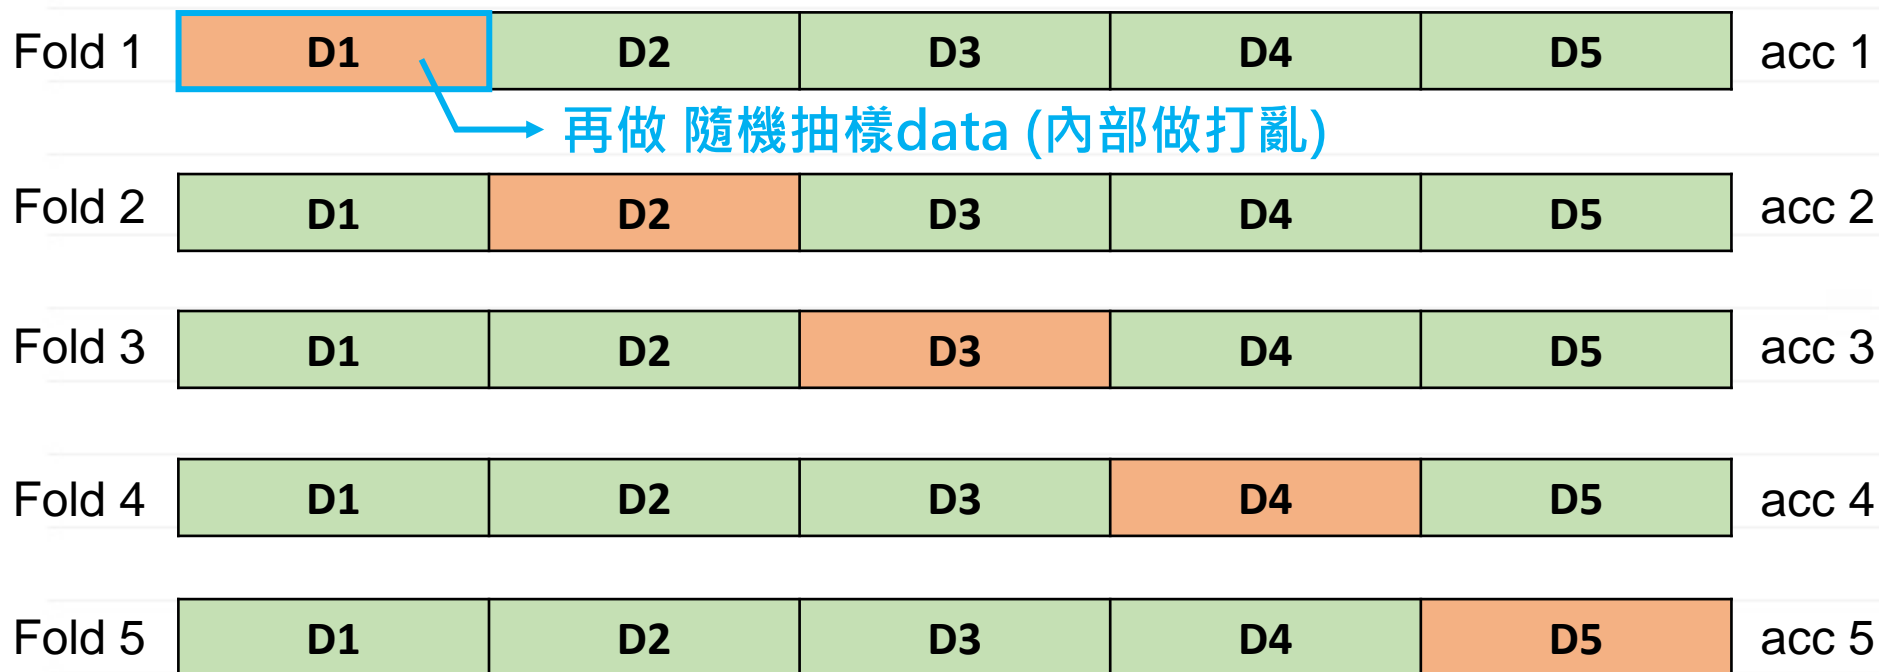 Fold 1 D1 D2 D3 D4 D5 acc 1
再做 隨機抽樣data (內部做打亂)
Fold 2 D1 D2 D3 D4 D5 acc 2
Fold 3 D1 D2 D3 D4 D5 acc 3
Fold 4 D1 D2 D3 D4 D5 acc 4
Fold 5 D1 D2 D3 D4 D5 acc 5